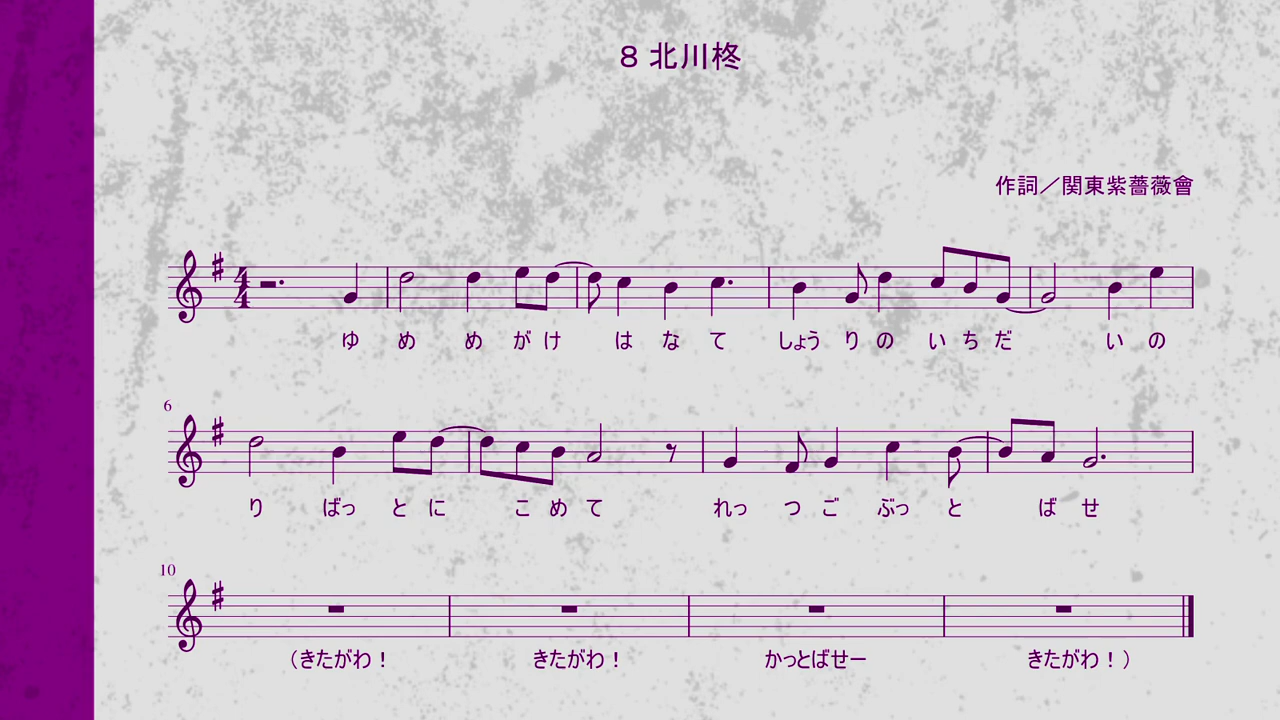 8 北川柊
作詞／関東紫薔薇會
ゆ め め が け は な て しょう り の い ち だ い の
6
り ばっ と に こ め て れっ つ ご ぶっ と ば せ
10
（きたがわ！ きたがわ！ かっとばせー きたがわ！）